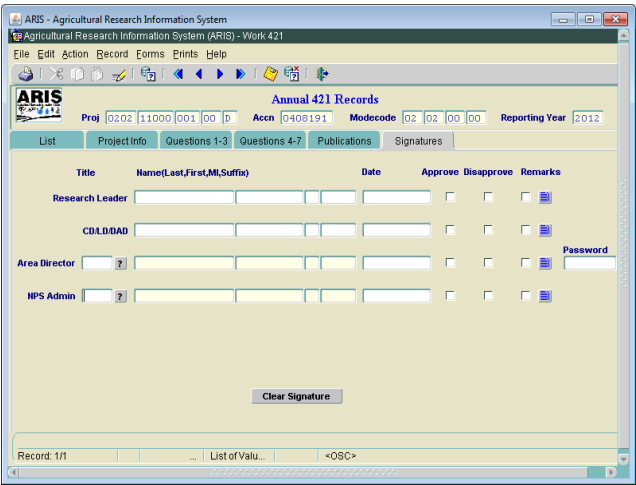 ARIS - Agricultural Research Information System
Agricultural Research Information System (ARIS) - Work 421
File Edit Action Record Forms Prints Help
ARIS
Annual 421 Records
Proj 0202 11000 001 00 D Accn 0408191 Modecode 02 02 00 00 Reporting Year 2012
List Project Info Questions 1-3 Questions 4-7 Publications Signatures
Title Name(Last,First,MI,Suffix) Date Approve Disapprove Remarks
Research Leader
CD/LD/DAD
Password
Area Director ?
NPS Admin ?
Clear Signature
Record: 1/1 ... List of Valu... <OSC>